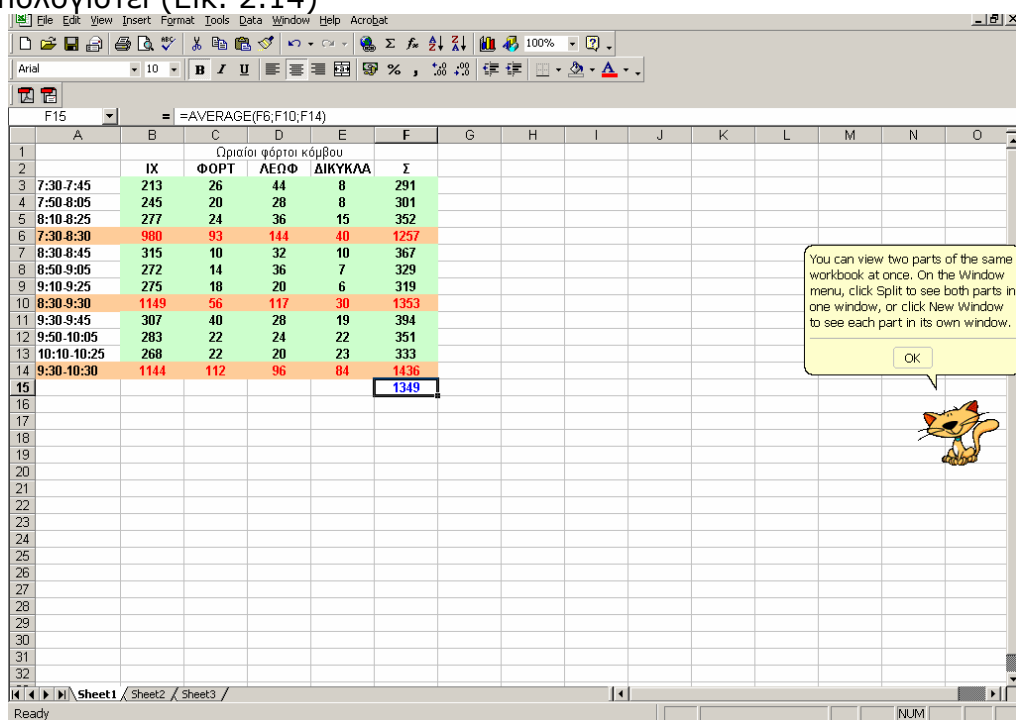 πολογιστεί (Εικ. 2.14)
File Edit View Insert Format Tools Data Window Help Acrobat
100%
Arial 10 B I U % ,
F15 = =AVERAGE(F6;F10;F14)
A B C D E F G H I J K L M N O
1 Ωριαίοι φόρτοι κόμβου
2 ΙΧ ΦΟΡΤ ΛΕΩΦ ΔΙΚΥΚΛΑ Σ
3 7:30-7:45 213 26 44 8 291
4 7:50-8:05 245 20 28 8 301
5 8:10-8:25 277 24 36 15 352
6 7:30-8:30 980 93 144 40 1257
7 8:30-8:45 315 10 32 10 367
8 8:50-9:05 272 14 36 7 329
9 9:10-9:25 275 18 20 6 319
10 8:30-9:30 1149 56 117 30 1353
11 9:30-9:45 307 40 28 19 394
12 9:50-10:05 283 22 24 22 351
13 10:10-10:25 268 22 20 23 333
14 9:30-10:30 1144 112 96 84 1436
15 1349
16
17
18
19
20
21
22
23
24
25
26
27
28
29
30
31
32
You can view two parts of the same
workbook at once. On the Window
menu, click Split to see both parts in
one window, or click New Window
to see each part in its own window.
OK
Sheet1 Sheet2 Sheet3
Ready NUM